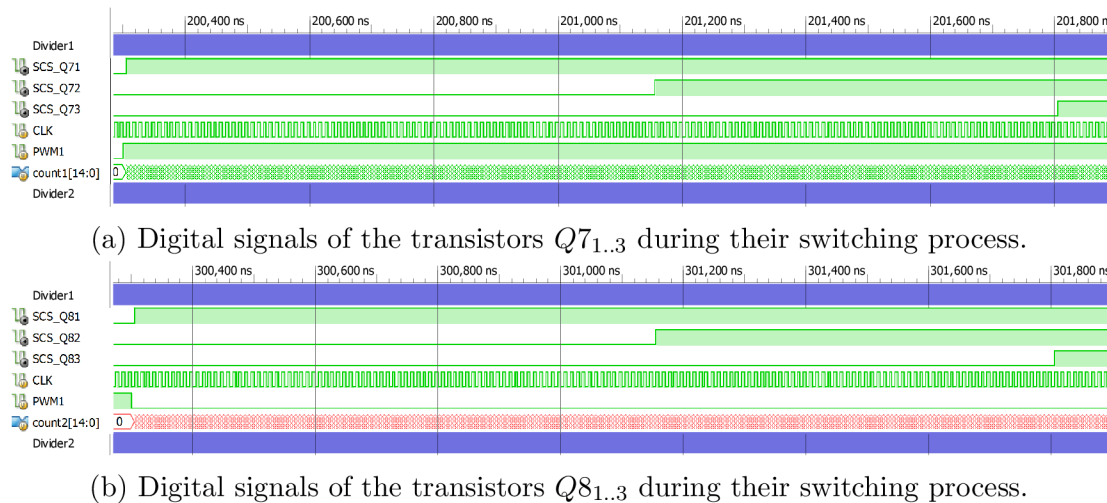 200,400 ns 200,600 ns 200,800 ns 201,000 ns 201,200 ns 201,400 ns 201,600 ns 201,800 ns
Divider1
SCS_Q71
SCS_Q72
SCS_Q73
CLK
PWM1
count1[14:0] 0
Divider2
(a) Digital signals of the transistors Q7₁..₃ during their switching process.
300,400 ns 300,600 ns 300,800 ns 301,000 ns 301,200 ns 301,400 ns 301,600 ns 301,800 ns
Divider1
SCS_Q81
SCS_Q82
SCS_Q83
CLK
PWM1
count2[14:0] 0
Divider2
(b) Digital signals of the transistors Q8₁..₃ during their switching process.